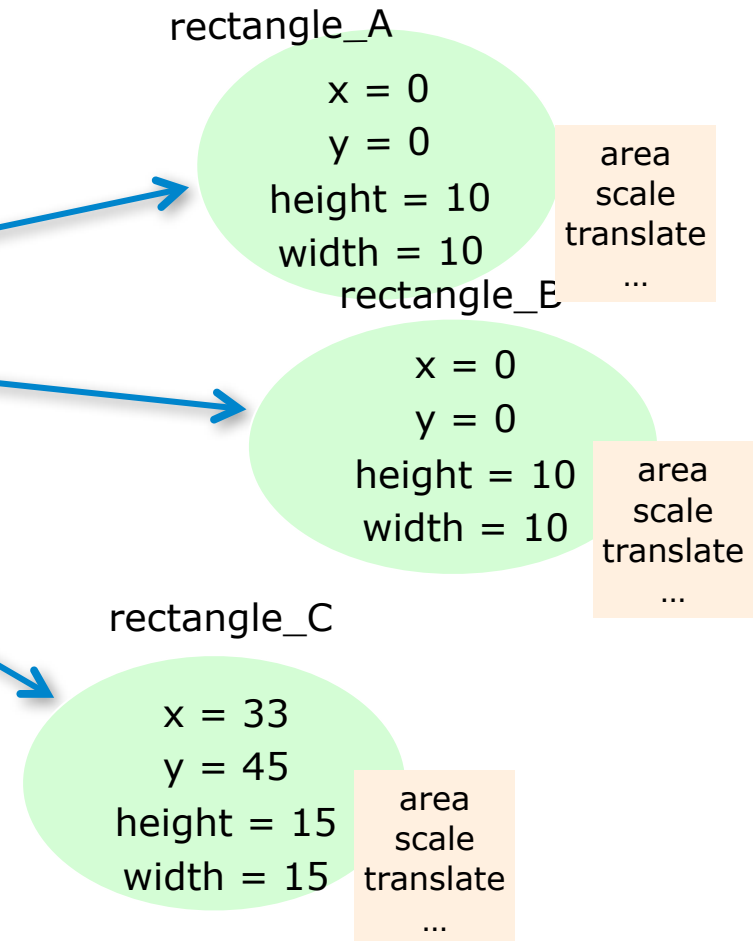 rectangle_A
x = 0
y = 0
height = 10
width = 10
area
scale
translate
…
rectangle_B
x = 0
y = 0
height = 10
width = 10
area
scale
translate
…
rectangle_C
x = 33
y = 45
height = 15
width = 15
area
scale
translate
…